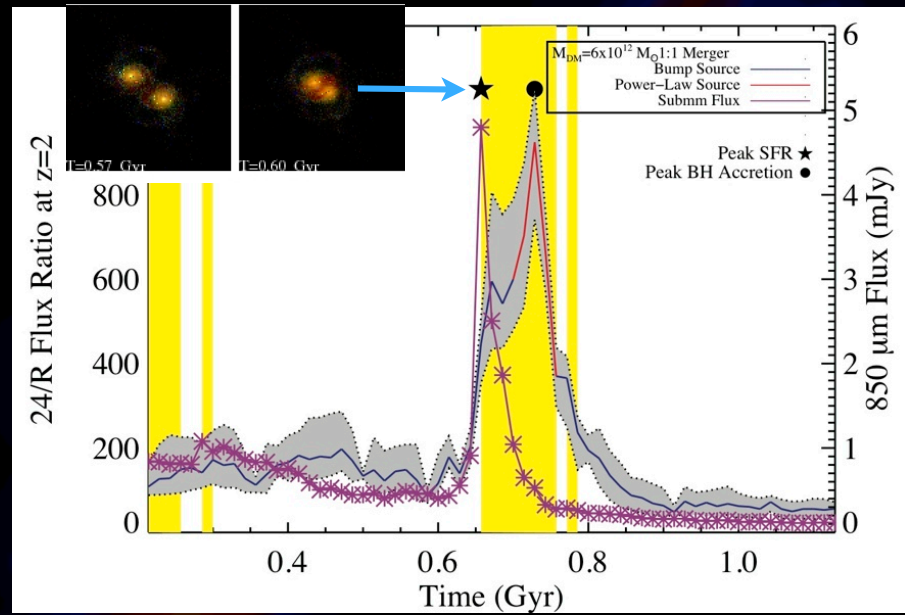 T=0.57 Gyr
T=0.60 Gyr
M_DM=6x10^12 M_⊙1:1 Merger
Bump Source
Power-Law Source
Submm Flux
Peak SFR ★
Peak BH Accretion ●
24/R Flux Ratio at z=2
800
600
400
200
0
6
5
4
3
2
1
0
850 μm Flux (mJy)
0.4 0.6 0.8 1.0
Time (Gyr)